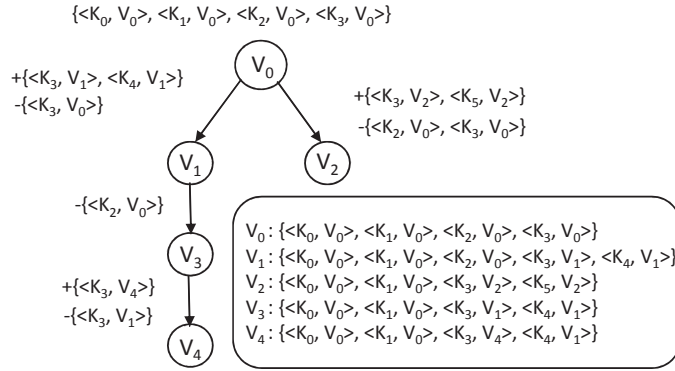 {<K₀, V₀>, <K₁, V₀>, <K₂, V₀>, <K₃, V₀>}
V₀
+{<K₃, V₁>, <K₄, V₁>}
-{<K₃, V₀>}
+{<K₃, V₂>, <K₅, V₂>}
-{<K₂, V₀>, <K₃, V₀>}
V₁
V₂
-{<K₂, V₀>}
V₃
+{<K₃, V₄>}
-{<K₃, V₁>}
V₄
V₀ : {<K₀, V₀>, <K₁, V₀>, <K₂, V₀>, <K₃, V₀>}
V₁ : {<K₀, V₀>, <K₁, V₀>, <K₂, V₀>, <K₃, V₁>, <K₄, V₁>}
V₂ : {<K₀, V₀>, <K₁, V₀>, <K₃, V₂>, <K₅, V₂>}
V₃ : {<K₀, V₀>, <K₁, V₀>, <K₃, V₁>, <K₄, V₁>}
V₄ : {<K₀, V₀>, <K₁, V₀>, <K₃, V₄>, <K₄, V₁>}